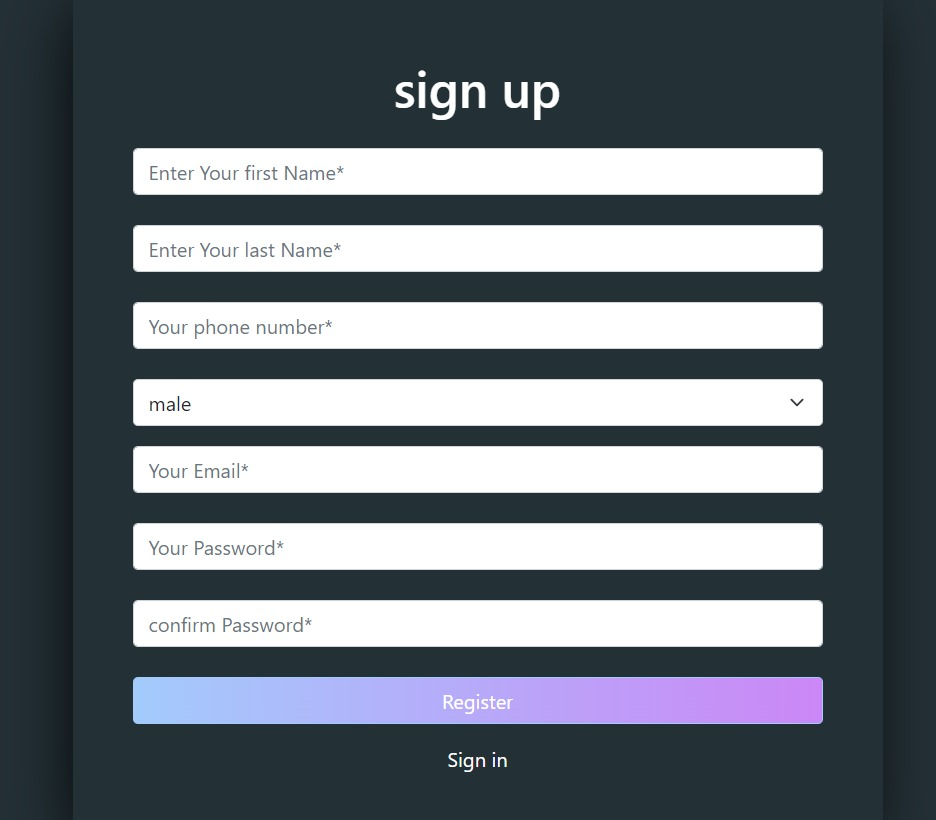 sign up
Enter Your first Name*
Enter Your last Name*
Your phone number*
male
Your Email*
Your Password*
confirm Password*
Register
Sign in